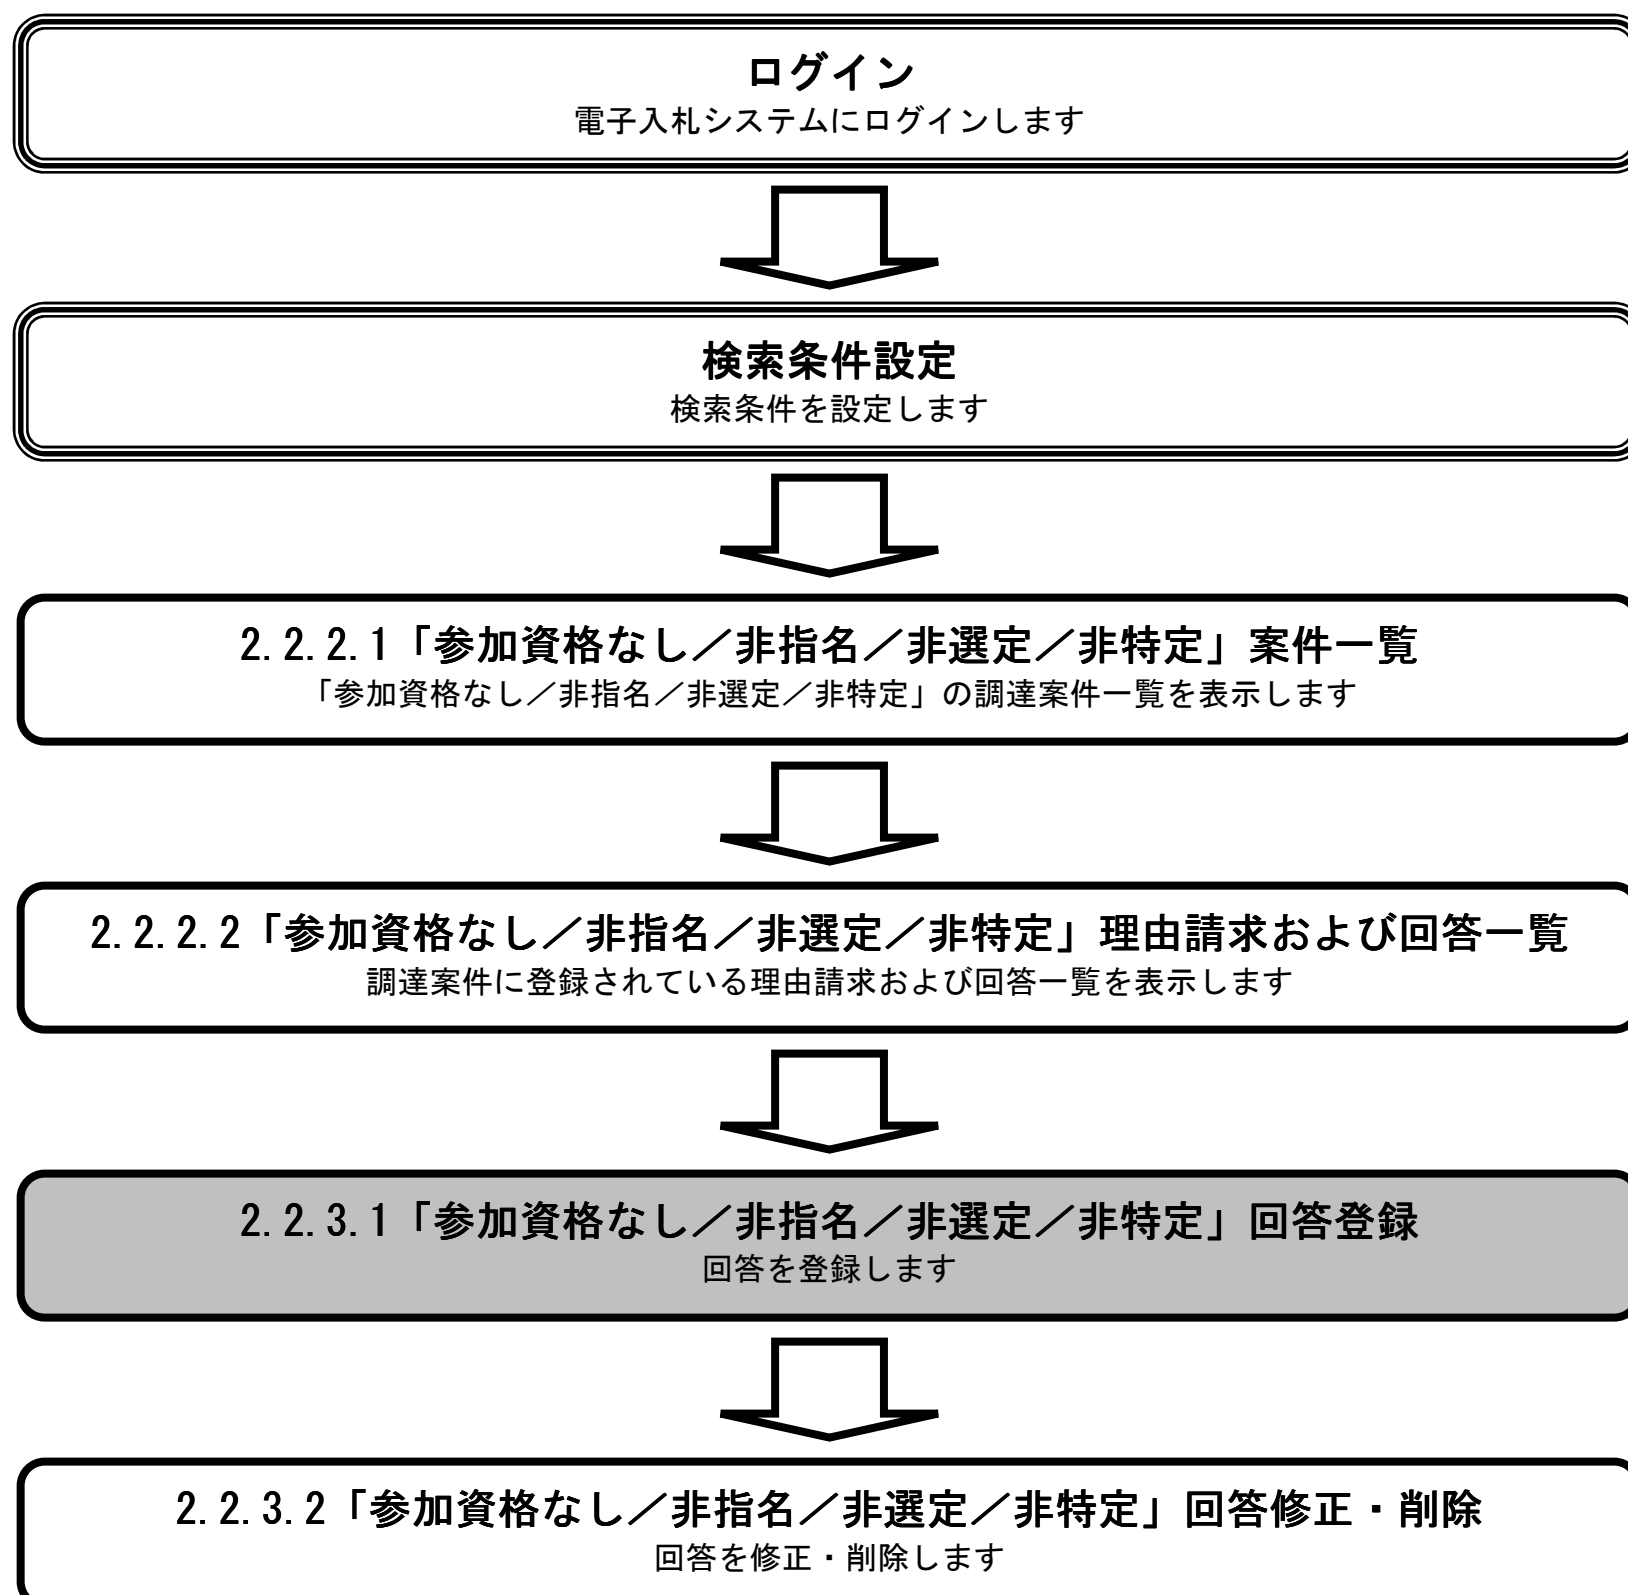 ログイン
電子入札システムにログインします
検索条件設定
検索条件を設定します
2.2.2.1「参加資格なし／非指名／非選定／非特定」案件一覧
「参加資格なし／非指名／非選定／非特定」の調達案件一覧を表示します
2.2.2.2「参加資格なし／非指名／非選定／非特定」理由請求および回答一覧
調達案件に登録されている理由請求および回答一覧を表示します
2.2.3.1「参加資格なし／非指名／非選定／非特定」回答登録
回答を登録します
2.2.3.2「参加資格なし／非指名／非選定／非特定」回答修正・削除
回答を修正・削除します